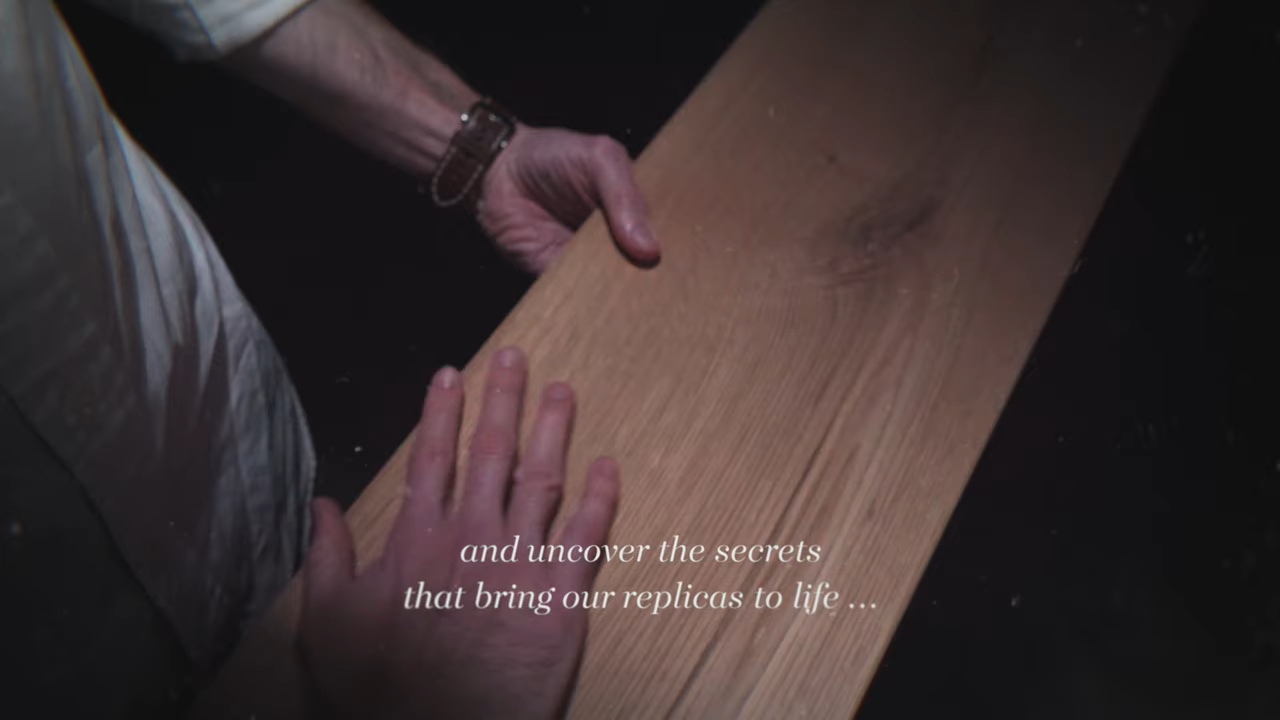 and uncover the secrets
that bring our replicas to life ...